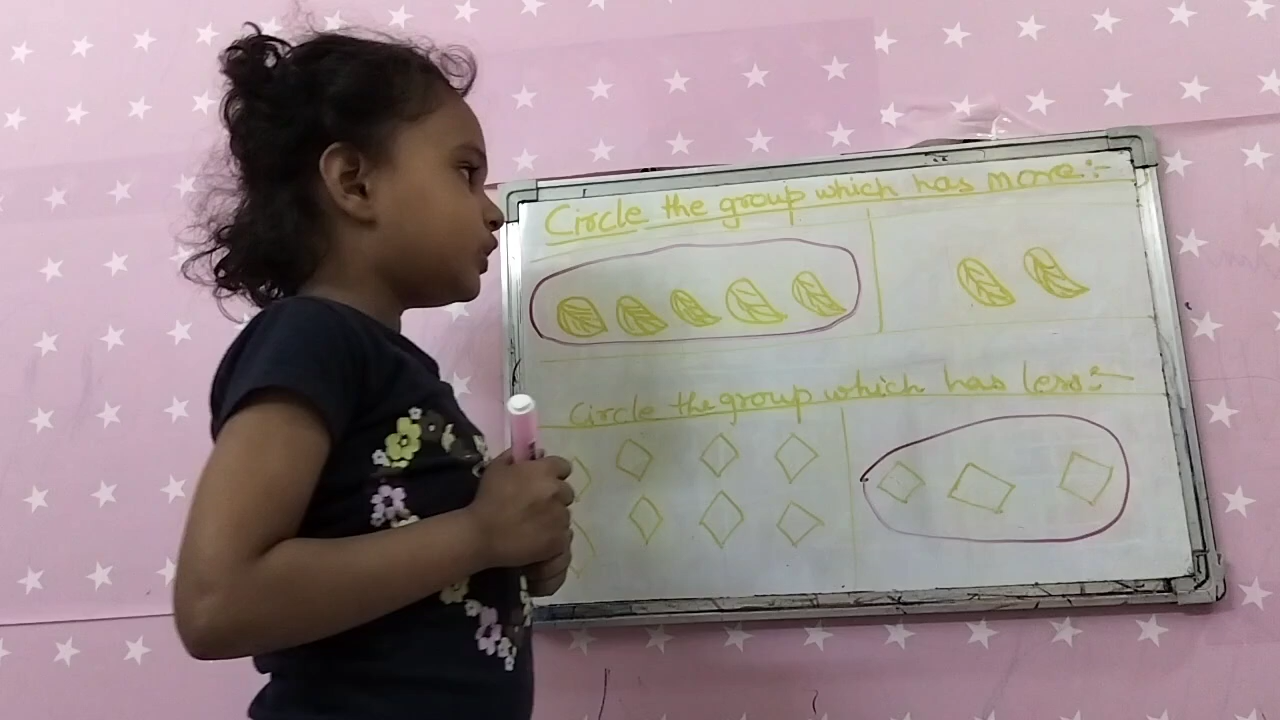 Circle the group which has more:-
Circle the group which has less:-